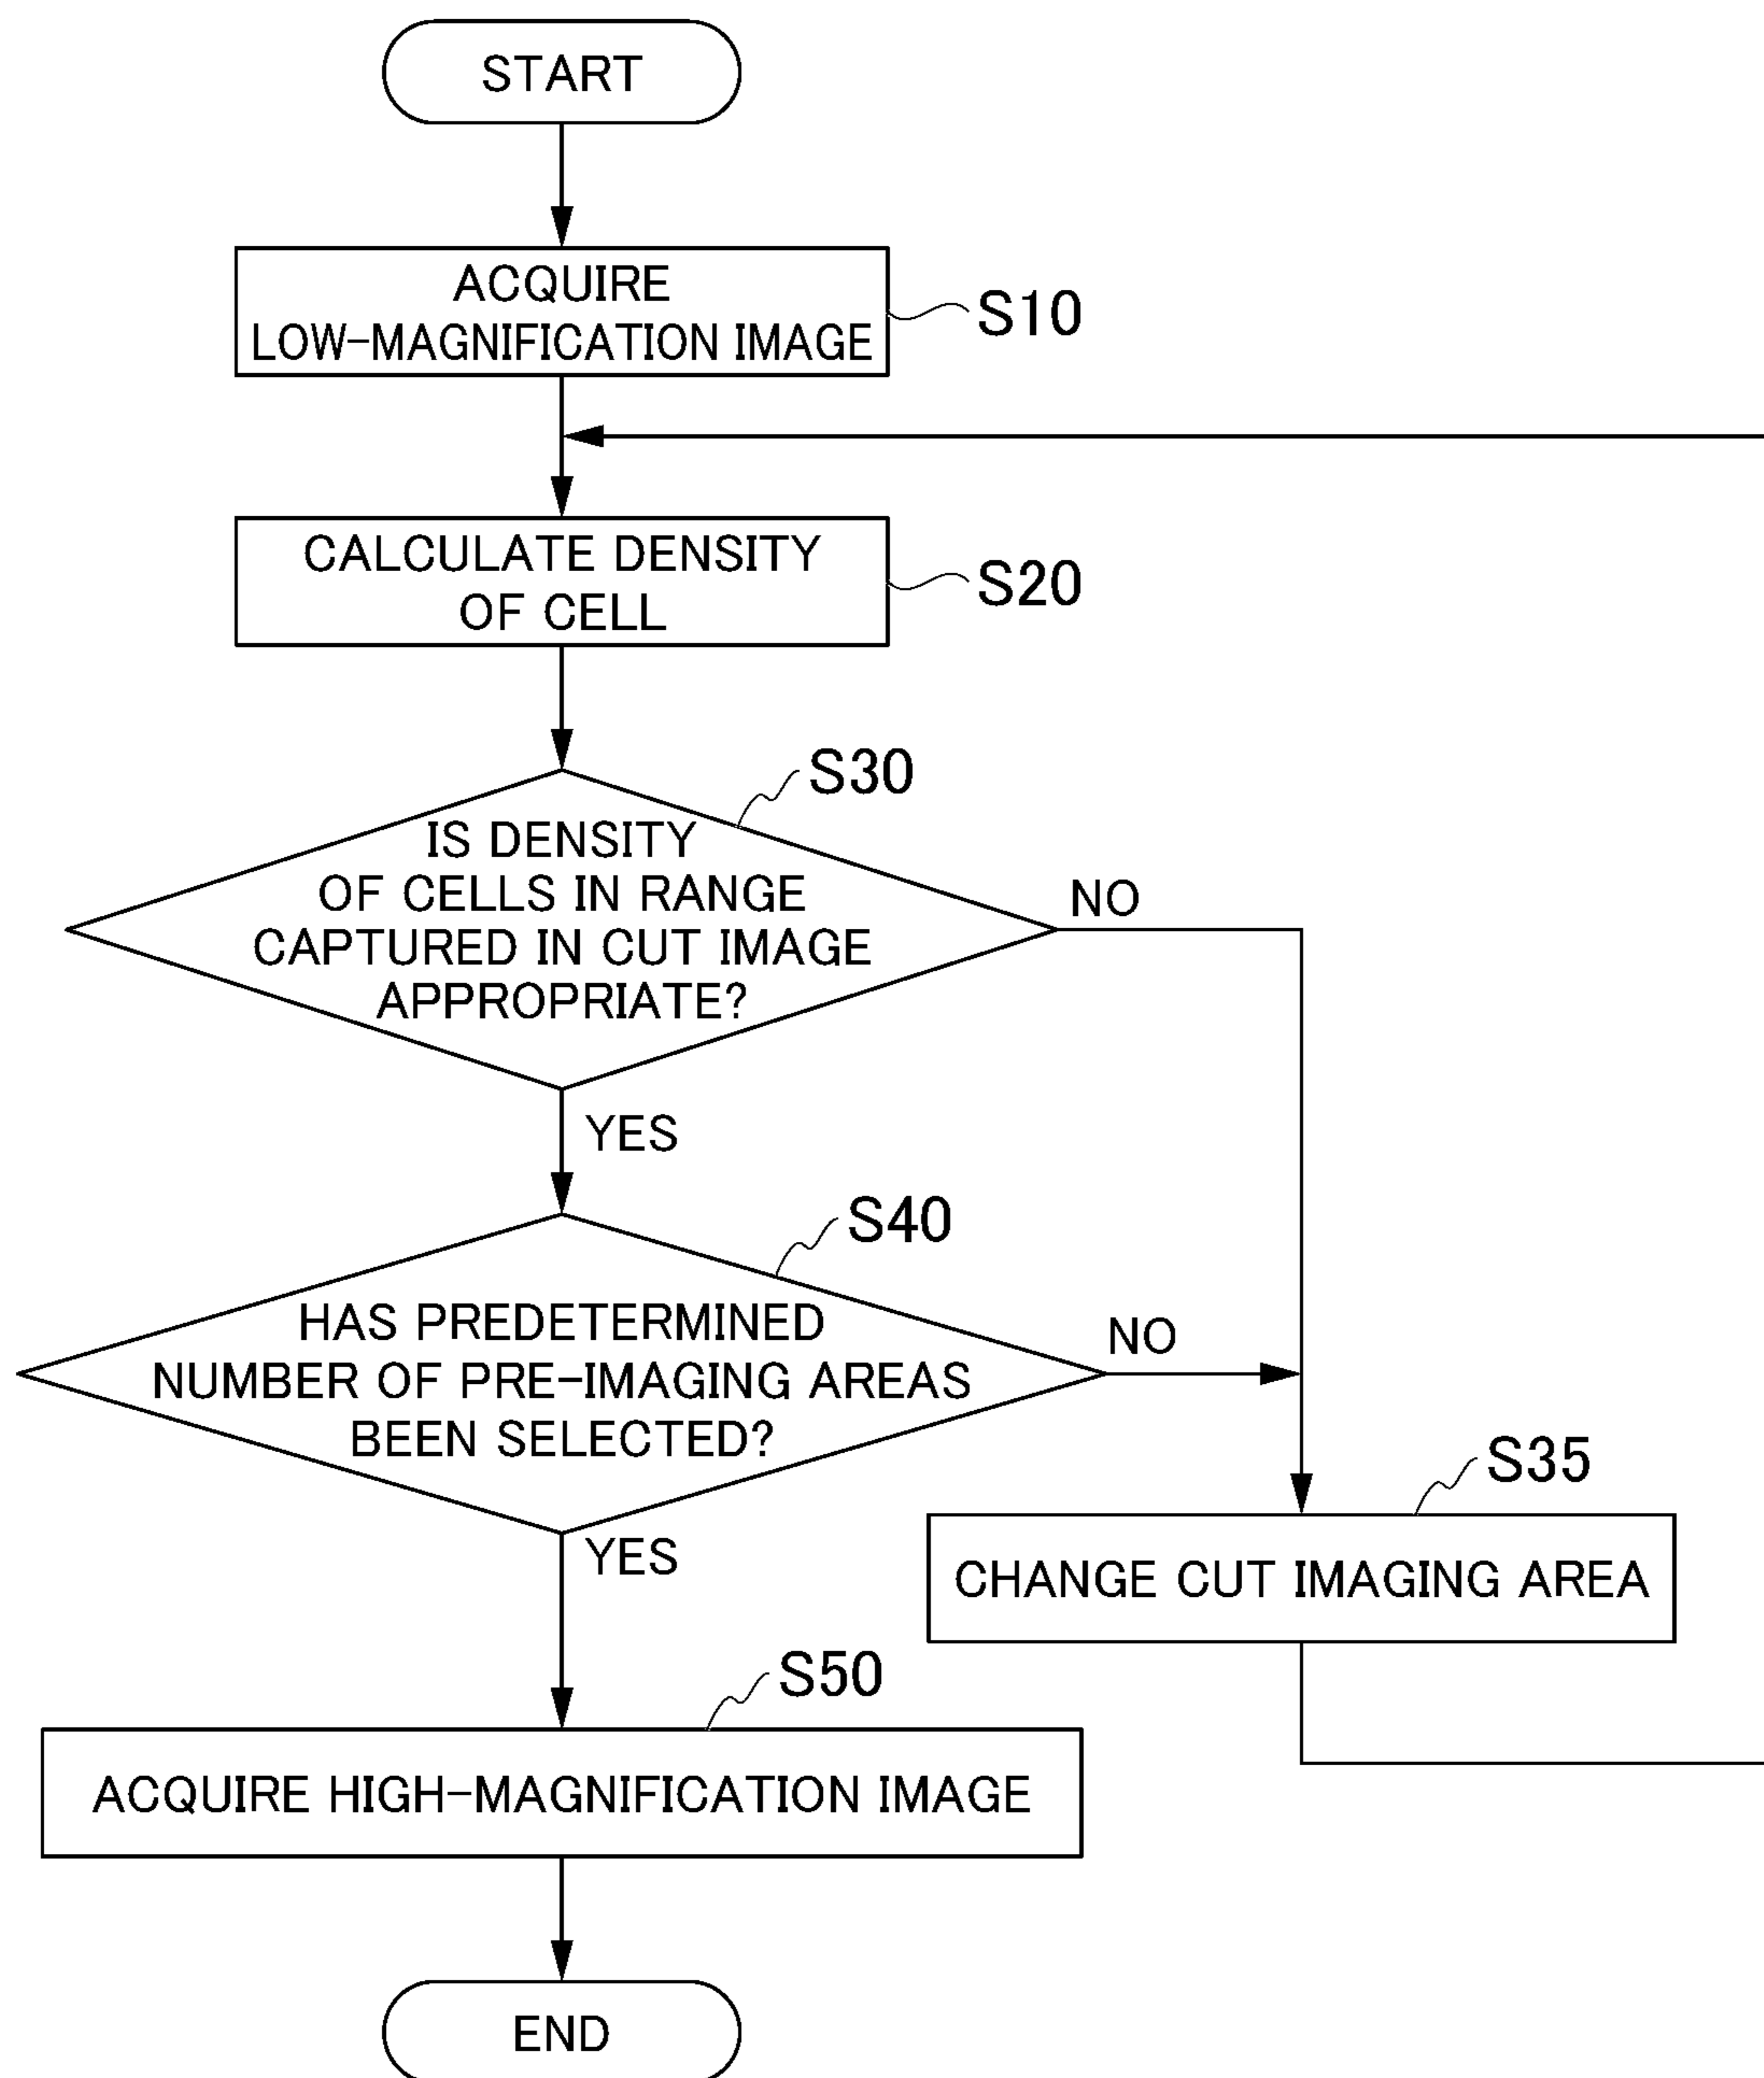 START
ACQUIRE
LOW-MAGNIFICATION IMAGE
S10
CALCULATE DENSITY
OF CELL
S20
S30
IS DENSITY
OF CELLS IN RANGE
CAPTURED IN CUT IMAGE
APPROPRIATE?
NO
YES
S40
HAS PREDETERMINED
NUMBER OF PRE-IMAGING AREAS
BEEN SELECTED?
NO
YES
S35
CHANGE CUT IMAGING AREA
S50
ACQUIRE HIGH-MAGNIFICATION IMAGE
END